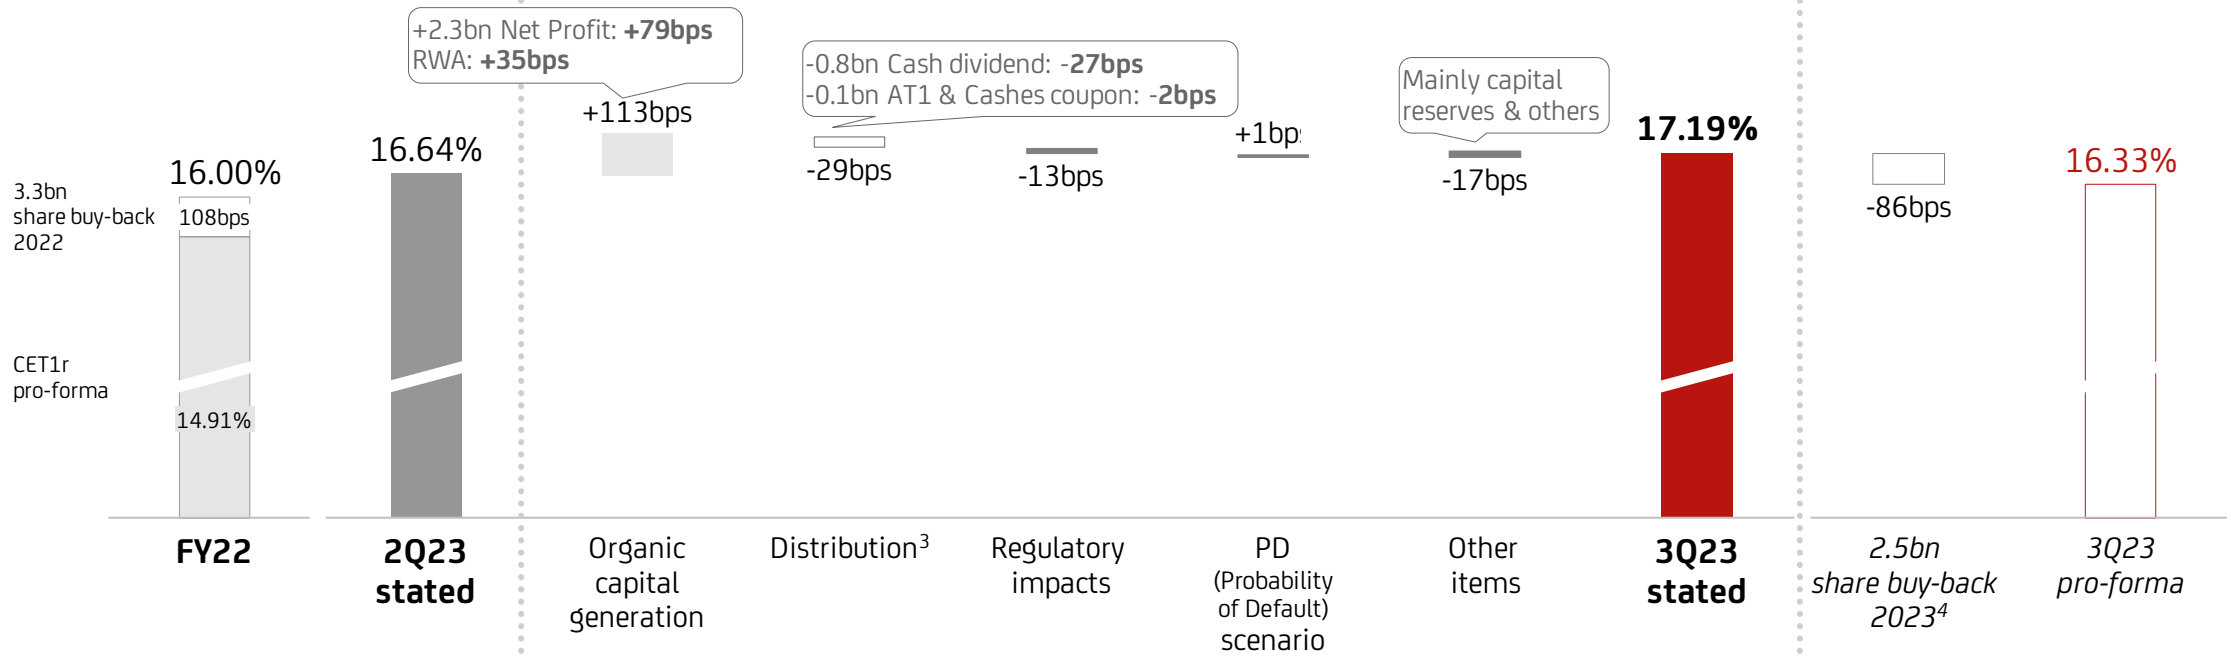 +2.3bn Net Profit: +79bps
RWA: +35bps
-0.8bn Cash dividend: -27bps
-0.1bn AT1 & Cashes coupon: -2bps
Mainly capital
reserves & others
3.3bn
share buy-back
2022
CET1r
pro-forma
16.00%
108bps
14.91%
16.64%
+113bps
-29bps
-13bps
+1bp
-17bps
17.19%
-86bps
16.33%
FY22
2Q23
stated
Organic
capital
generation
Distribution³
Regulatory
impacts
PD
(Probability
of Default)
scenario
Other
items
3Q23
stated
2.5bn
share buy-back
2023⁴
3Q23
pro-forma